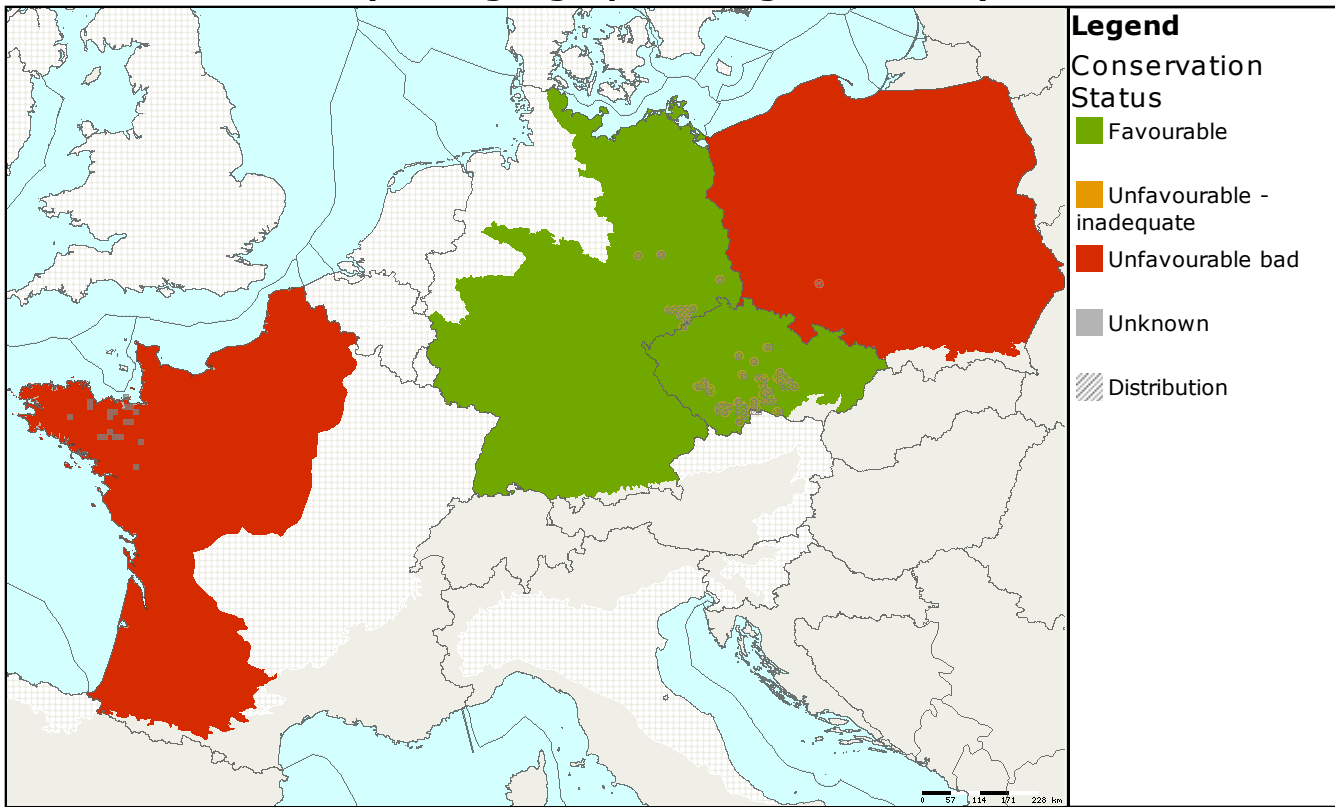 Legend
Conservation
Status
Favourable
Unfavourable -
inadequate
Unfavourable bad
Unknown
Distribution
0 57 114 171 228 km